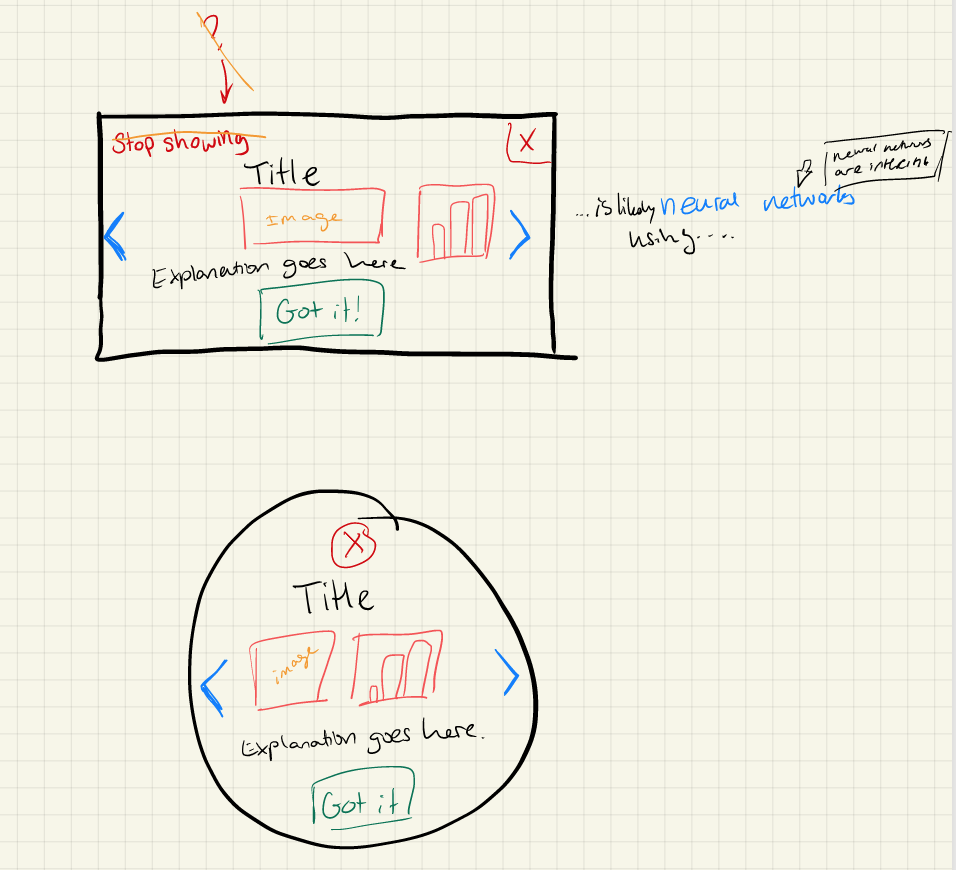 ?
Stop showing
X
Title
Image
Explanation goes here
Got it!
neural networks
are
...is likely neural networks
using....
X
Title
image
Explanation goes here.
Got it